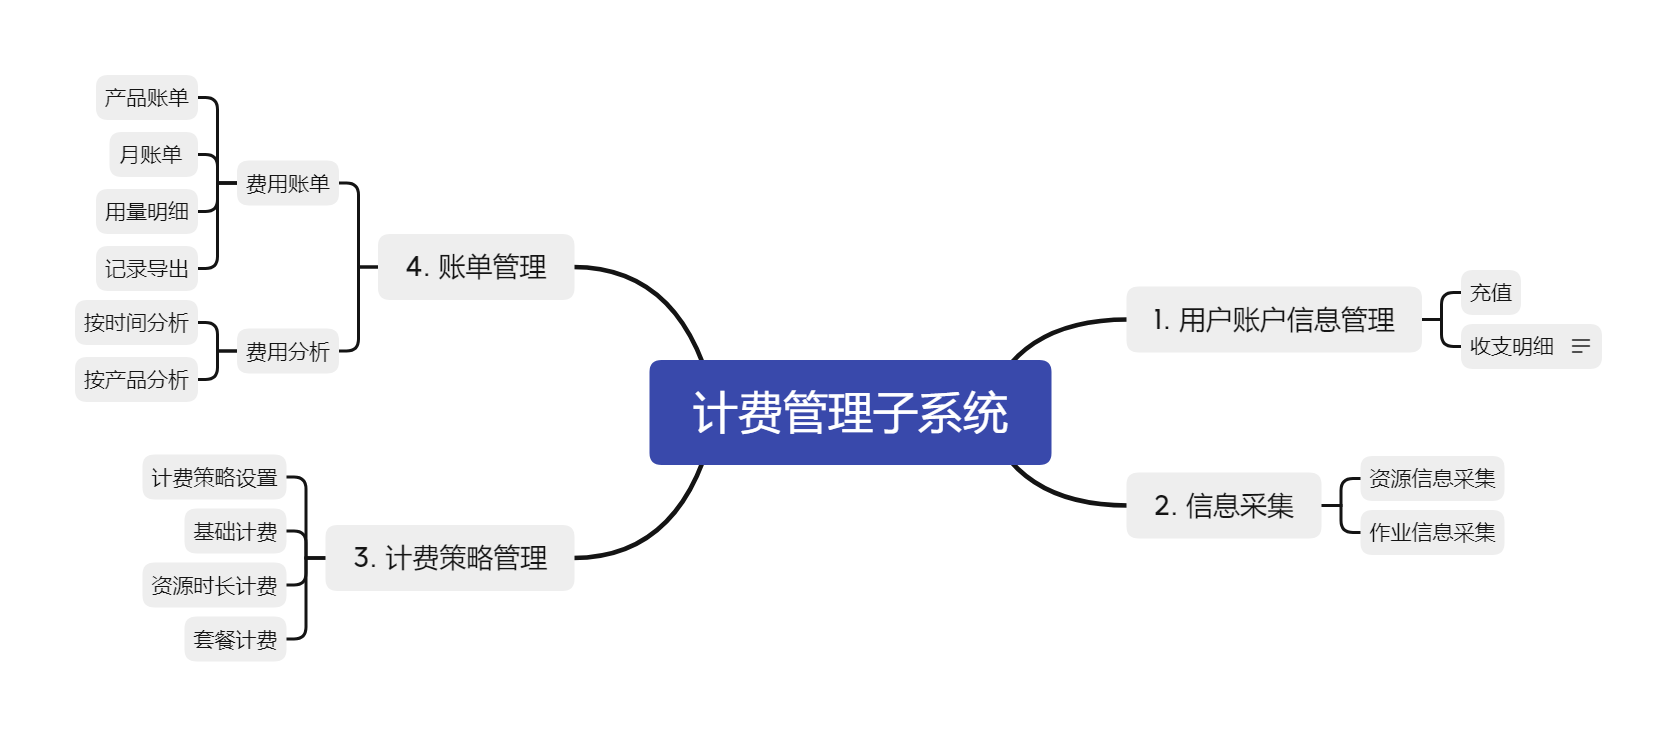 计费管理子系统
1. 用户账户信息管理
充值
收支明细
2. 信息采集
资源信息采集
作业信息采集
3. 计费策略管理
计费策略设置
基础计费
资源时长计费
套餐计费
4. 账单管理
费用账单
产品账单
月账单
用量明细
记录导出
费用分析
按时间分析
按产品分析